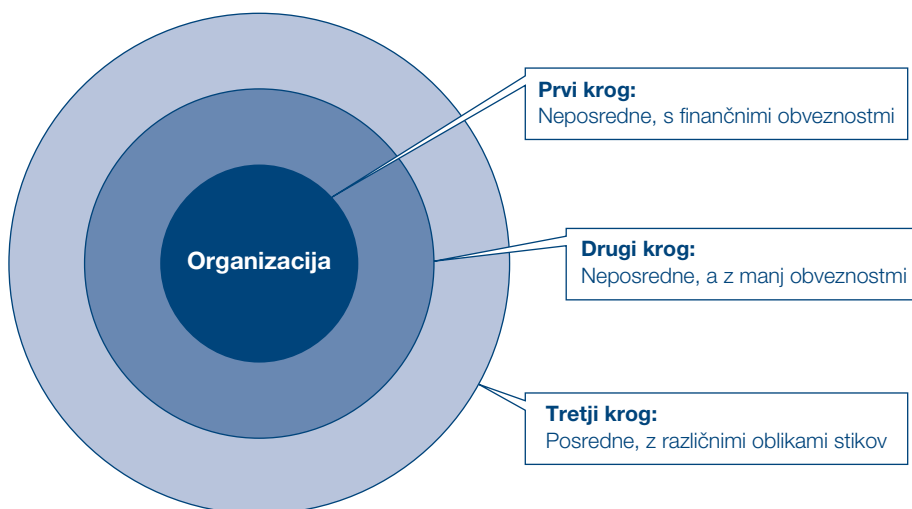 Prvi krog:
Neposredne, s finančnimi obveznostmi
Organizacija
Drugi krog:
Neposredne, a z manj obveznostmi
Tretji krog:
Posredne, z različnimi oblikami stikov